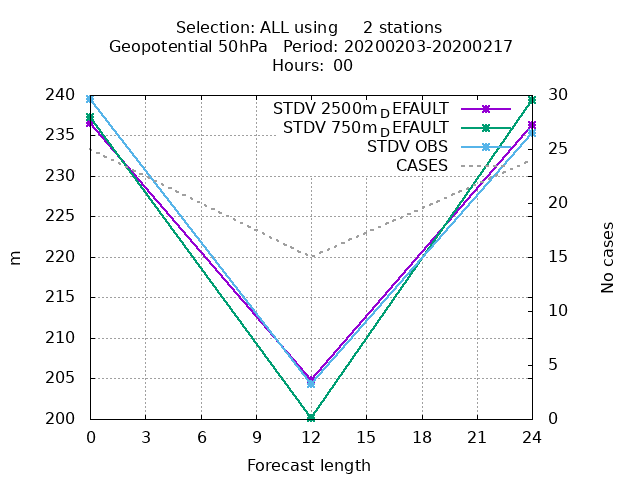 Selection: ALL using     2 stations
Geopotential 50hPa   Period: 20200203-20200217
Hours:  00
STDV 2500m_DEFAULT
STDV 750m_DEFAULT
STDV OBS
CASES
240
235
230
225
220
215
210
205
200
30
25
20
15
10
5
0
m
No cases
0 3 6 9 12 15 18 21 24
Forecast length